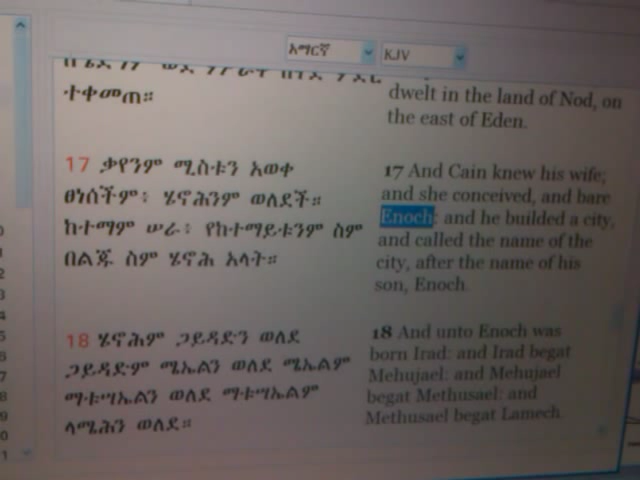 አማርኛ
KJV
ተቀመጠ።
17 ቃየንም ሚስቱን አወቀ
ፀነሰችም፥ ሄኖሕንም ወለደች።
ከተማም ሠራ፥ የከተማይቱንም ስም
በልጁ ስም ሄኖሕ አላት።
18 ሄኖሕም ጋይዳድን ወለደ
ጋይዳድም ሜኤልን ወለደ ሜኤልም
ማቱሣኤልን ወለደ ማቱሣኤልም
ላሜሕን ወለደ።
dwelt in the land of Nod, on
the east of Eden.
17 And Cain knew his wife;
and she conceived, and bare
Enoch: and he builded a city,
and called the name of the
city, after the name of his
son, Enoch.
18 And unto Enoch was
born Irad: and Irad begat
Mehujael: and Mehujael
begat Methusael: and
Methusael begat Lamech.